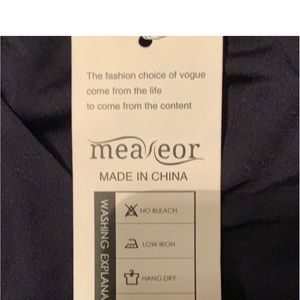 The fashion choice of vogue
come from the life
to come from the content
meaneor
MADE IN CHINA
WASHING EXPLANA
NO BLEACH
LOW IRON
HANG DRY